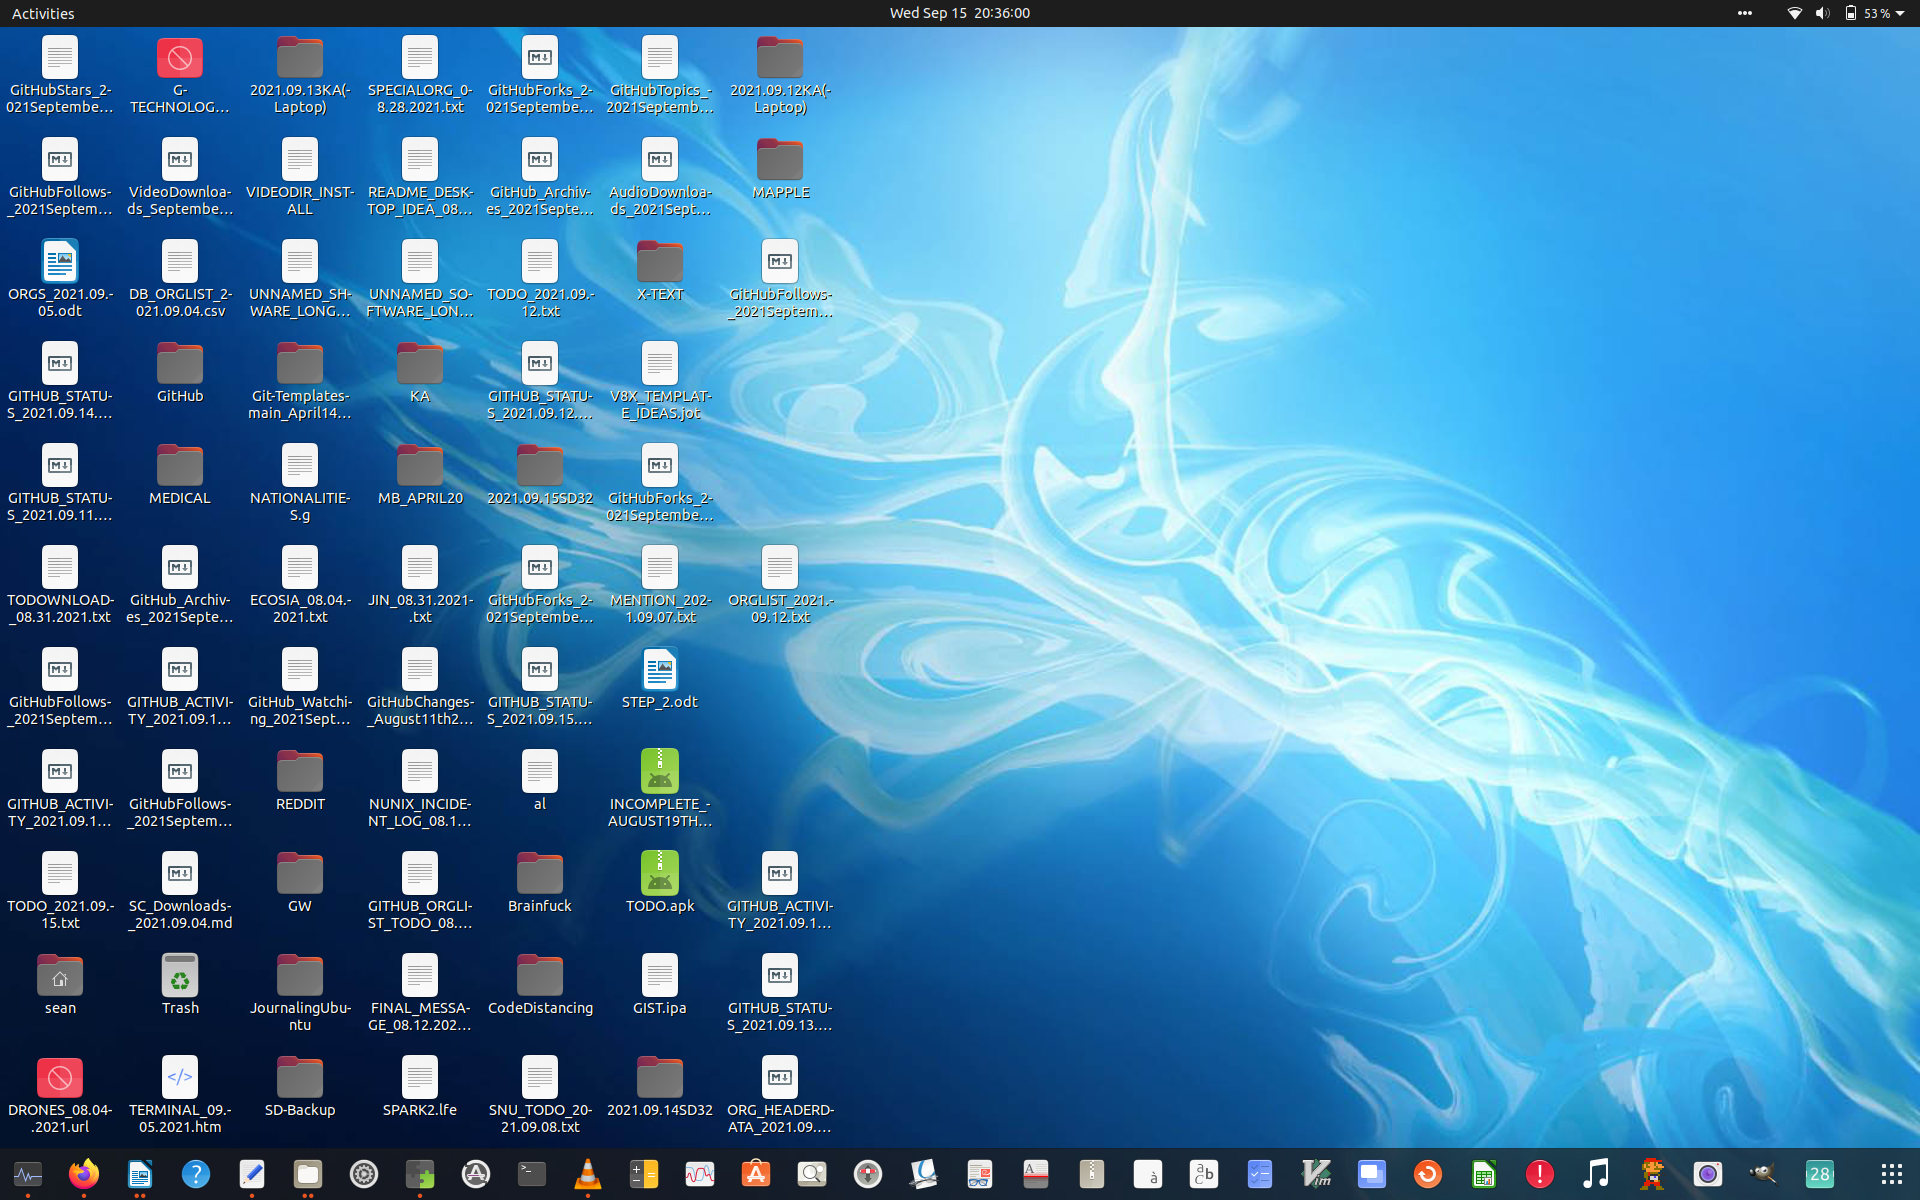 Activities
Wed Sep 15 20:36:00
53 %
GitHubStars_2-
021Septembe...
G-
TECHNOLOG...
2021.09.13KA(-
Laptop)
SPECIALORG_0-
8.28.2021.txt
GitHubForks_2-
021Septembe...
GitHubTopics_-
2021Septemb...
2021.09.12KA(-
Laptop)
GitHubFollows-
_2021Septem...
VideoDownloa-
ds_Septembe...
VIDEODIR_INST-
ALL
README_DESK-
TOP_IDEA_08...
GitHub_Archiv-
es_2021Septe...
AudioDownloa-
ds_2021Sept...
MAPPLE
ORGS_2021.09.-
05.odt
DB_ORGLIST_2-
021.09.04.csv
UNNAMED_SH-
WARE_LONG...
UNNAMED_SO-
FTWARE_LON...
TODO_2021.09.-
12.txt
X-TEXT
GitHubFollows-
_2021Septem...
GITHUB_STATU-
S_2021.09.14....
GitHub
Git-Templates-
main_April14...
KA
GITHUB_STATU-
S_2021.09.12....
V8X_TEMPLAT-
E_IDEAS.jot
GITHUB_STATU-
S_2021.09.11....
MEDICAL
NATIONALITIE-
S.g
MB_APRIL20
2021.09.15SD32
GitHubForks_2-
021Septembe...
TODOWNLOAD-
_08.31.2021.txt
GitHub_Archiv-
es_2021Septe...
ECOSIA_08.04.-
2021.txt
JIN_08.31.2021-
.txt
GitHubForks_2-
021Septembe...
MENTION_202-
1.09.07.txt
ORGLIST_2021.-
09.12.txt
GitHubFollows-
_2021Septem...
GITHUB_ACTIVI-
TY_2021.09.1...
GitHub_Watchi-
ng_2021Sept...
GitHubChanges-
_August11th2...
GITHUB_STATU-
S_2021.09.15....
STEP_2.odt
GITHUB_ACTIVI-
TY_2021.09.1...
GitHubFollows-
_2021Septem...
REDDIT
NUNIX_INCIDE-
NT_LOG_08.1...
al
INCOMPLETE_-
AUGUST19TH...
TODO_2021.09.-
15.txt
SC_Downloads-
_2021.09.04.md
GW
GITHUB_ORGLI-
ST_TODO_08....
Brainfuck
TODO.apk
GITHUB_ACTIVI-
TY_2021.09.1...
sean
Trash
JournalingUbu-
ntu
FINAL_MESSA-
GE_08.12.202...
CodeDistancing
GIST.ipa
GITHUB_STATU-
S_2021.09.13....
DRONES_08.04-
.2021.url
TERMINAL_09.-
05.2021.htm
SD-Backup
SPARK2.lfe
SNU_TODO_20-
21.09.08.txt
2021.09.14SD32
ORG_HEADERD-
ATA_2021.09....
28